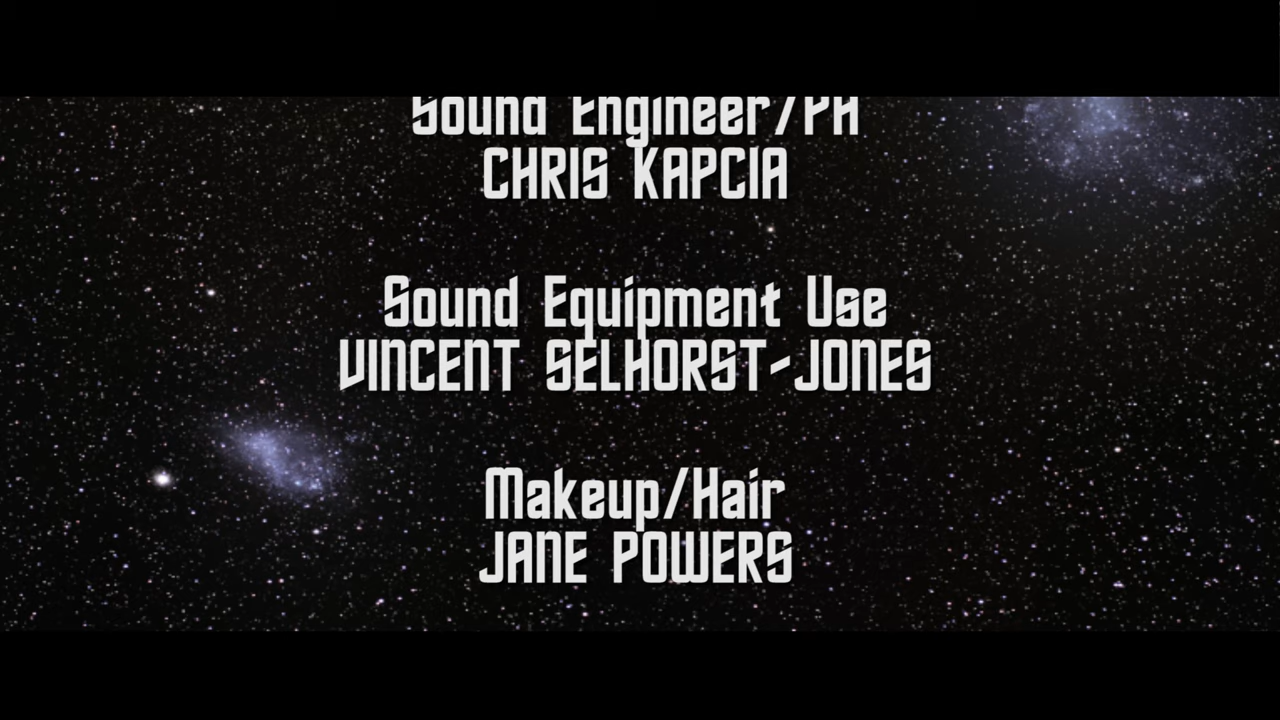 Sound Engineer/PA
CHRIS KAPCIA
Sound Equipment Use
VINCENT SELHORST-JONES
Makeup/Hair
JANE POWERS